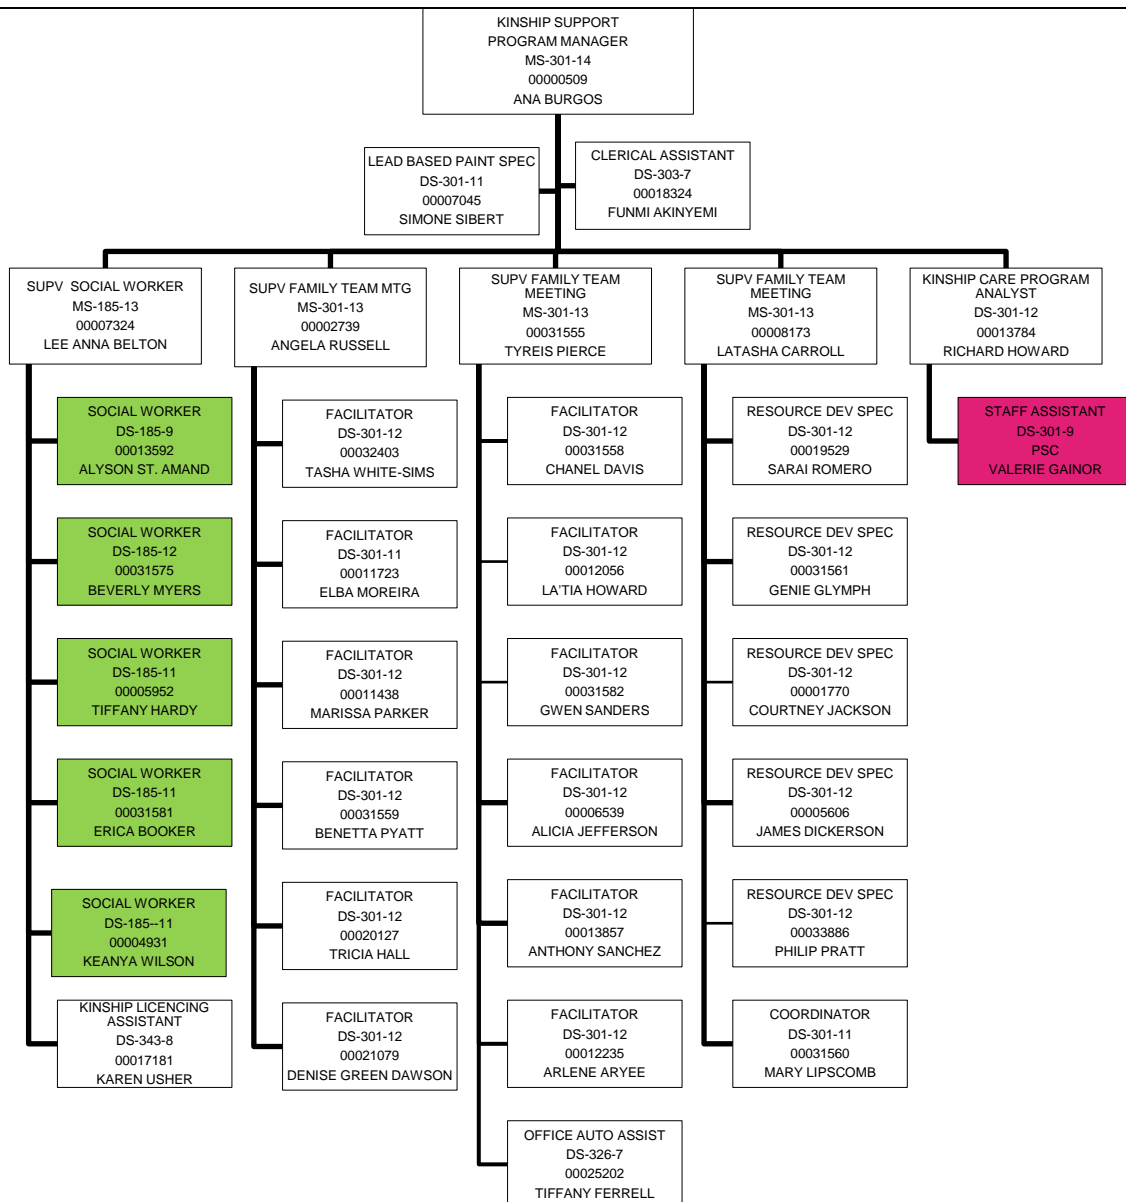 KINSHIP SUPPORT
PROGRAM MANAGER
MS-301-14
00000509
ANA BURGOS
LEAD BASED PAINT SPEC
DS-301-11
00007045
SIMONE SIBERT
CLERICAL ASSISTANT
DS-303-7
00018324
FUNMI AKINYEMI
SUPV  SOCIAL WORKER
MS-185-13
00007324
LEE ANNA BELTON
SOCIAL WORKER
DS-185-9
00013592
ALYSON ST. AMAND
SOCIAL WORKER
DS-185-12
00031575
BEVERLY MYERS
SOCIAL WORKER
DS-185-11
00005952
TIFFANY HARDY
SOCIAL WORKER
DS-185-11
00031581
ERICA BOOKER
SOCIAL WORKER
DS-185--11
00004931
KEANYA WILSON
KINSHIP LICENCING
ASSISTANT
DS-343-8
00017181
KAREN USHER
SUPV FAMILY TEAM MTG
MS-301-13
00002739
ANGELA RUSSELL
FACILITATOR
DS-301-12
00032403
TASHA WHITE-SIMS
FACILITATOR
DS-301-11
00011723
ELBA MOREIRA
FACILITATOR
DS-301-12
00011438
MARISSA PARKER
FACILITATOR
DS-301-12
00031559
BENETTA PYATT
FACILITATOR
DS-301-12
00020127
TRICIA HALL
FACILITATOR
DS-301-12
00021079
DENISE GREEN DAWSON
SUPV FAMILY TEAM
MEETING
MS-301-13
00031555
TYREIS PIERCE
FACILITATOR
DS-301-12
00031558
CHANEL DAVIS
FACILITATOR
DS-301-12
00012056
LA'TIA HOWARD
FACILITATOR
DS-301-12
00031582
GWEN SANDERS
FACILITATOR
DS-301-12
00006539
ALICIA JEFFERSON
FACILITATOR
DS-301-12
00013857
ANTHONY SANCHEZ
FACILITATOR
DS-301-12
00012235
ARLENE ARYEE
OFFICE AUTO ASSIST
DS-326-7
00025202
TIFFANY FERRELL
SUPV FAMILY TEAM
MEETING
MS-301-13
00008173
LATASHA CARROLL
RESOURCE DEV SPEC
DS-301-12
00019529
SARAI ROMERO
RESOURCE DEV SPEC
DS-301-12
00031561
GENIE GLYMPH
RESOURCE DEV SPEC
DS-301-12
00001770
COURTNEY JACKSON
RESOURCE DEV SPEC
DS-301-12
00005606
JAMES DICKERSON
RESOURCE DEV SPEC
DS-301-12
00033886
PHILIP PRATT
COORDINATOR
DS-301-11
00031560
MARY LIPSCOMB
KINSHIP CARE PROGRAM
ANALYST
DS-301-12
00013784
RICHARD HOWARD
STAFF ASSISTANT
DS-301-9
PSC
VALERIE GAINOR